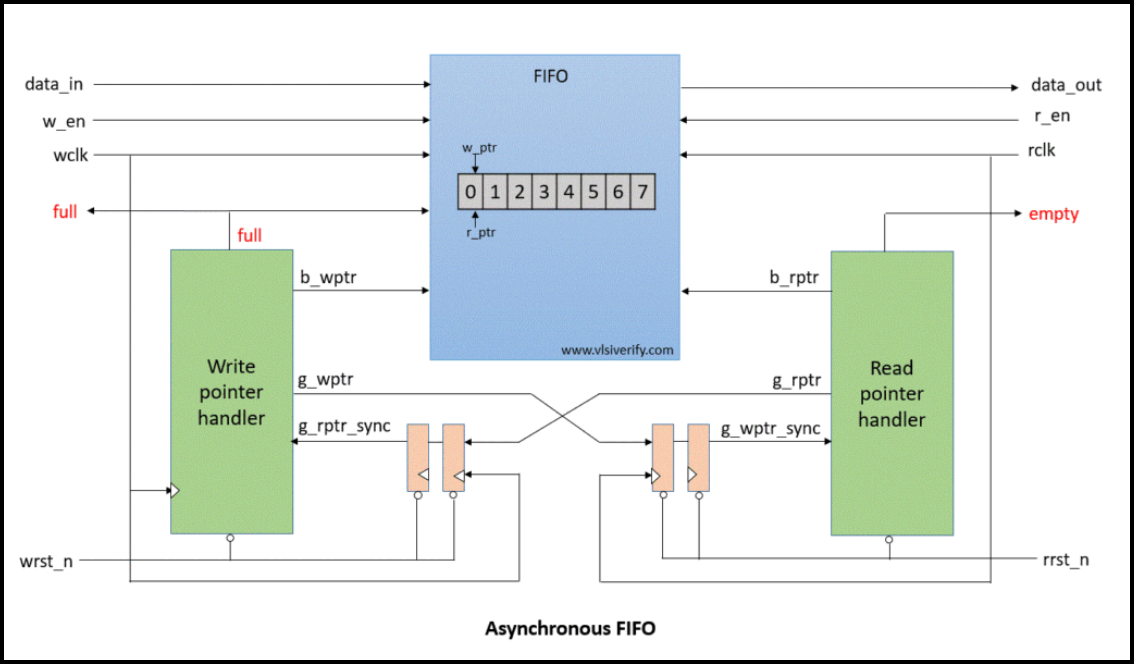 FIFO
data_in
data_out
w_en
r_en
wclk
rclk
w_ptr
0 1 2 3 4 5 6 7
r_ptr
full
full
empty
b_wptr
b_rptr
www.vlsiverify.com
Write
pointer
handler
Read
pointer
handler
g_wptr
g_rptr
g_rptr_sync
g_wptr_sync
wrst_n
rrst_n
Asynchronous FIFO